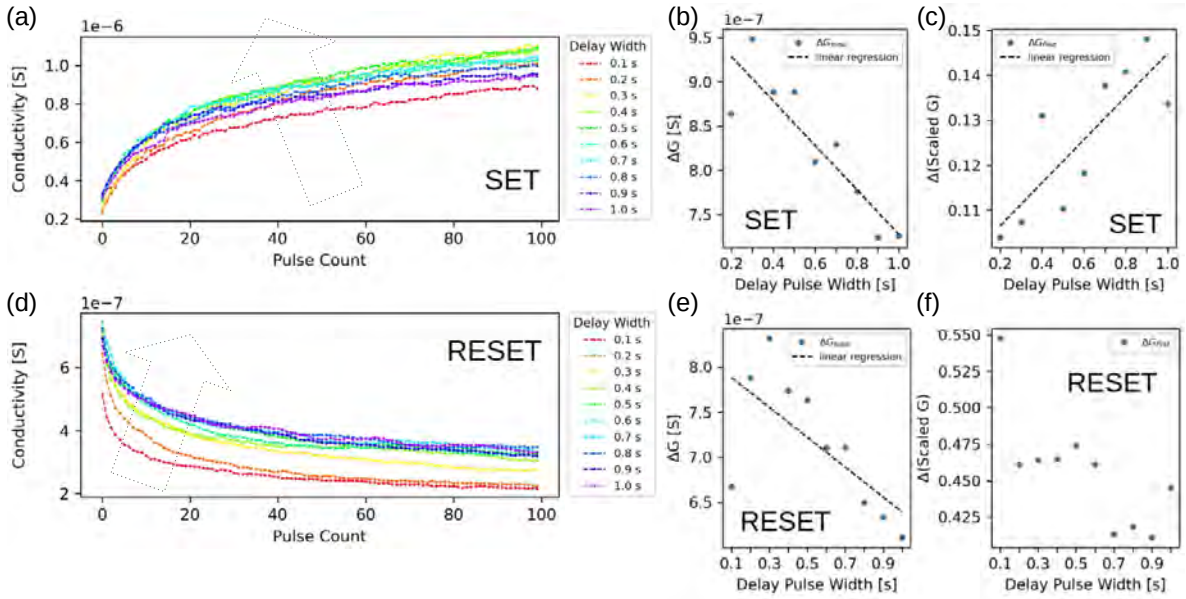 (a)
1e−6
Conductivity [S]
1.0
0.8
0.6
0.4
0.2
0
20
40
60
80
100
Pulse Count
SET
Delay Width
0.1 s
0.2 s
0.3 s
0.4 s
0.5 s
0.6 s
0.7 s
0.8 s
0.9 s
1.0 s
(b)
1e−7
ΔG [S]
9.5
9.0
8.5
8.0
7.5
0.2
0.4
0.6
0.8
1.0
Delay Pulse Width [s]
linear regression
SET
(c)
Δ(Scaled G)
0.15
0.14
0.13
0.12
0.11
0.2
0.4
0.6
0.8
1.0
Delay Pulse Width [s]
linear regression
SET
(d)
1e−7
Conductivity [S]
6
4
2
0
20
40
60
80
100
Pulse Count
RESET
Delay Width
0.1 s
0.2 s
0.3 s
0.4 s
0.5 s
0.6 s
0.7 s
0.8 s
0.9 s
1.0 s
(e)
1e−7
ΔG [S]
8.0
7.5
7.0
6.5
0.1
0.3
0.5
0.7
0.9
Delay Pulse Width [s]
linear regression
RESET
(f)
Δ(Scaled G)
0.550
0.525
0.500
0.475
0.450
0.425
0.1
0.3
0.5
0.7
0.9
Delay Pulse Width [s]
RESET